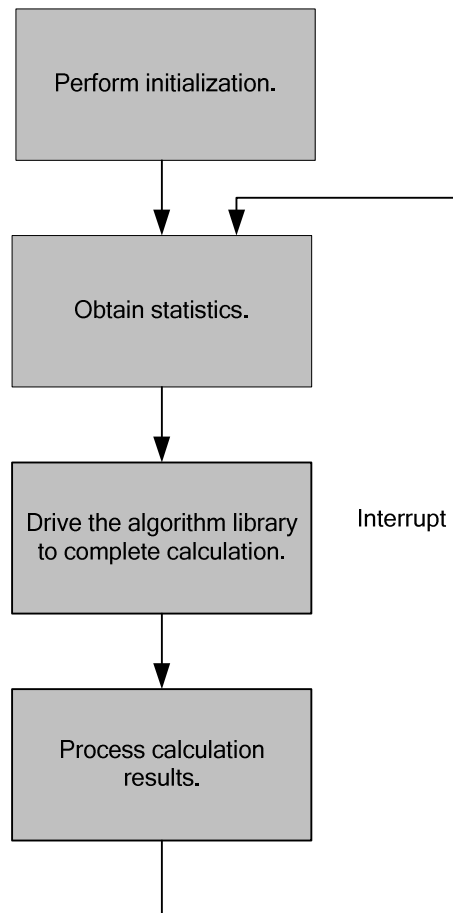 Perform initialization.
Obtain statistics.
Drive the algorithm library
to complete calculation.
Interrupt
Process calculation
results.